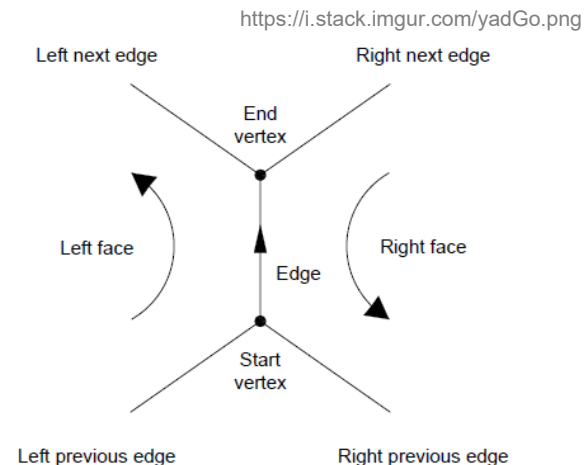 https://i.stack.imgur.com/yadGo.png
Left next edge
Right next edge
End
vertex
Left face
Right face
Edge
Start
vertex
Left previous edge
Right previous edge